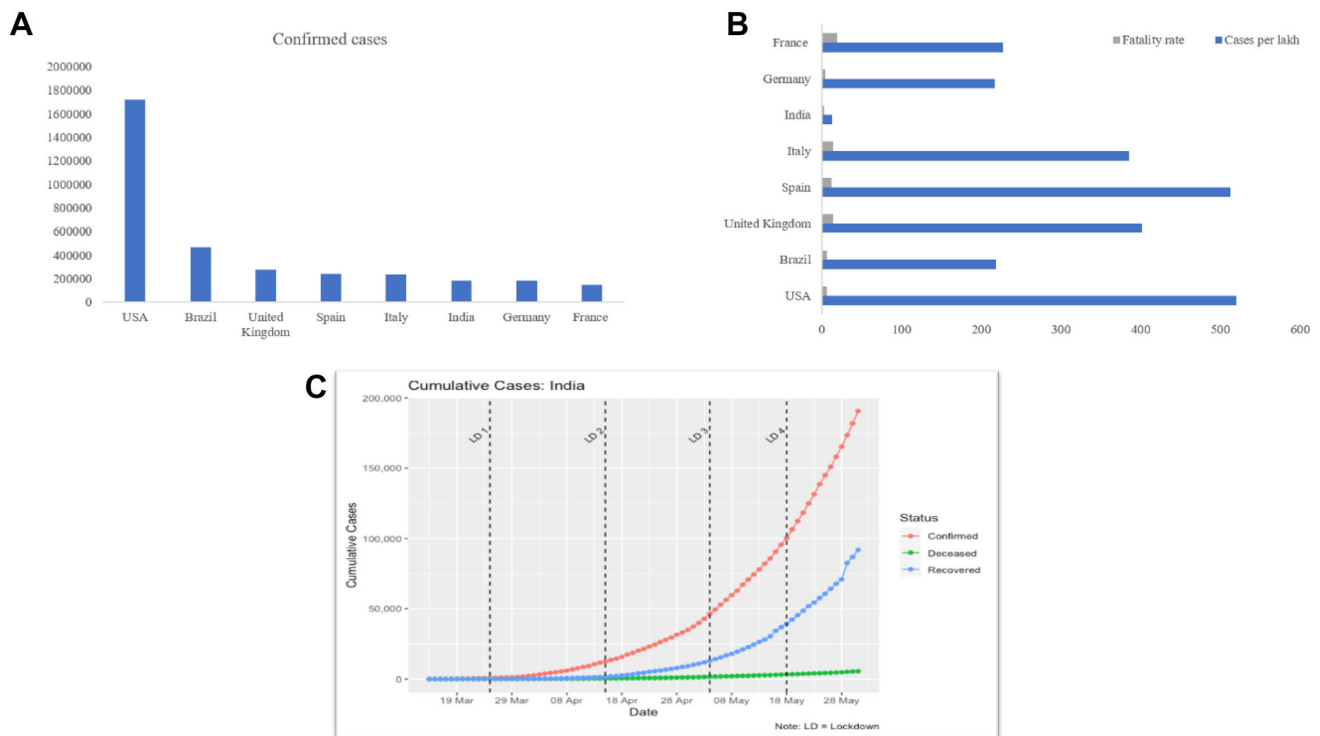 A
Confirmed cases
2000000
1800000
1600000
1400000
1200000
1000000
800000
600000
400000
200000
0
USA
Brazil
United
Kingdom
Spain
Italy
India
Germany
France
B
Fatality rate
Cases per lakh
France
Germany
India
Italy
Spain
United Kingdom
Brazil
USA
0
100
200
300
400
500
600
C
Cumulative Cases: India
200,000
150,000
100,000
50,000
0
Cumulative Cases
LD 1
LD 2
LD 3
LD 4
19 Mar
29 Mar
08 Apr
18 Apr
28 Apr
08 May
18 May
28 May
Date
Status
Confirmed
Deceased
Recovered
Note: LD = Lockdown